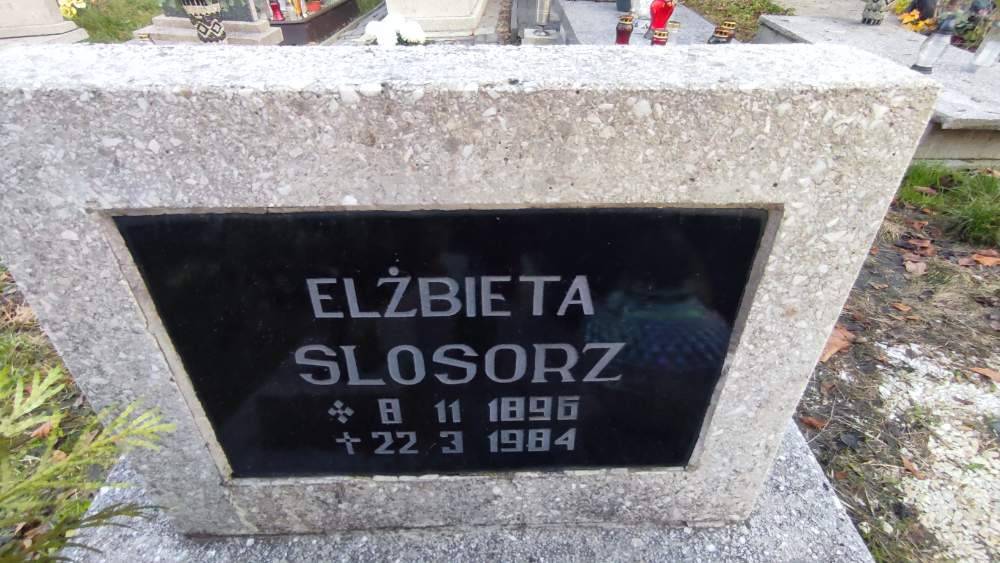 ELŻBIETA
SLOSORZ
✣ 8 11 1896
✝ 22 3 1984